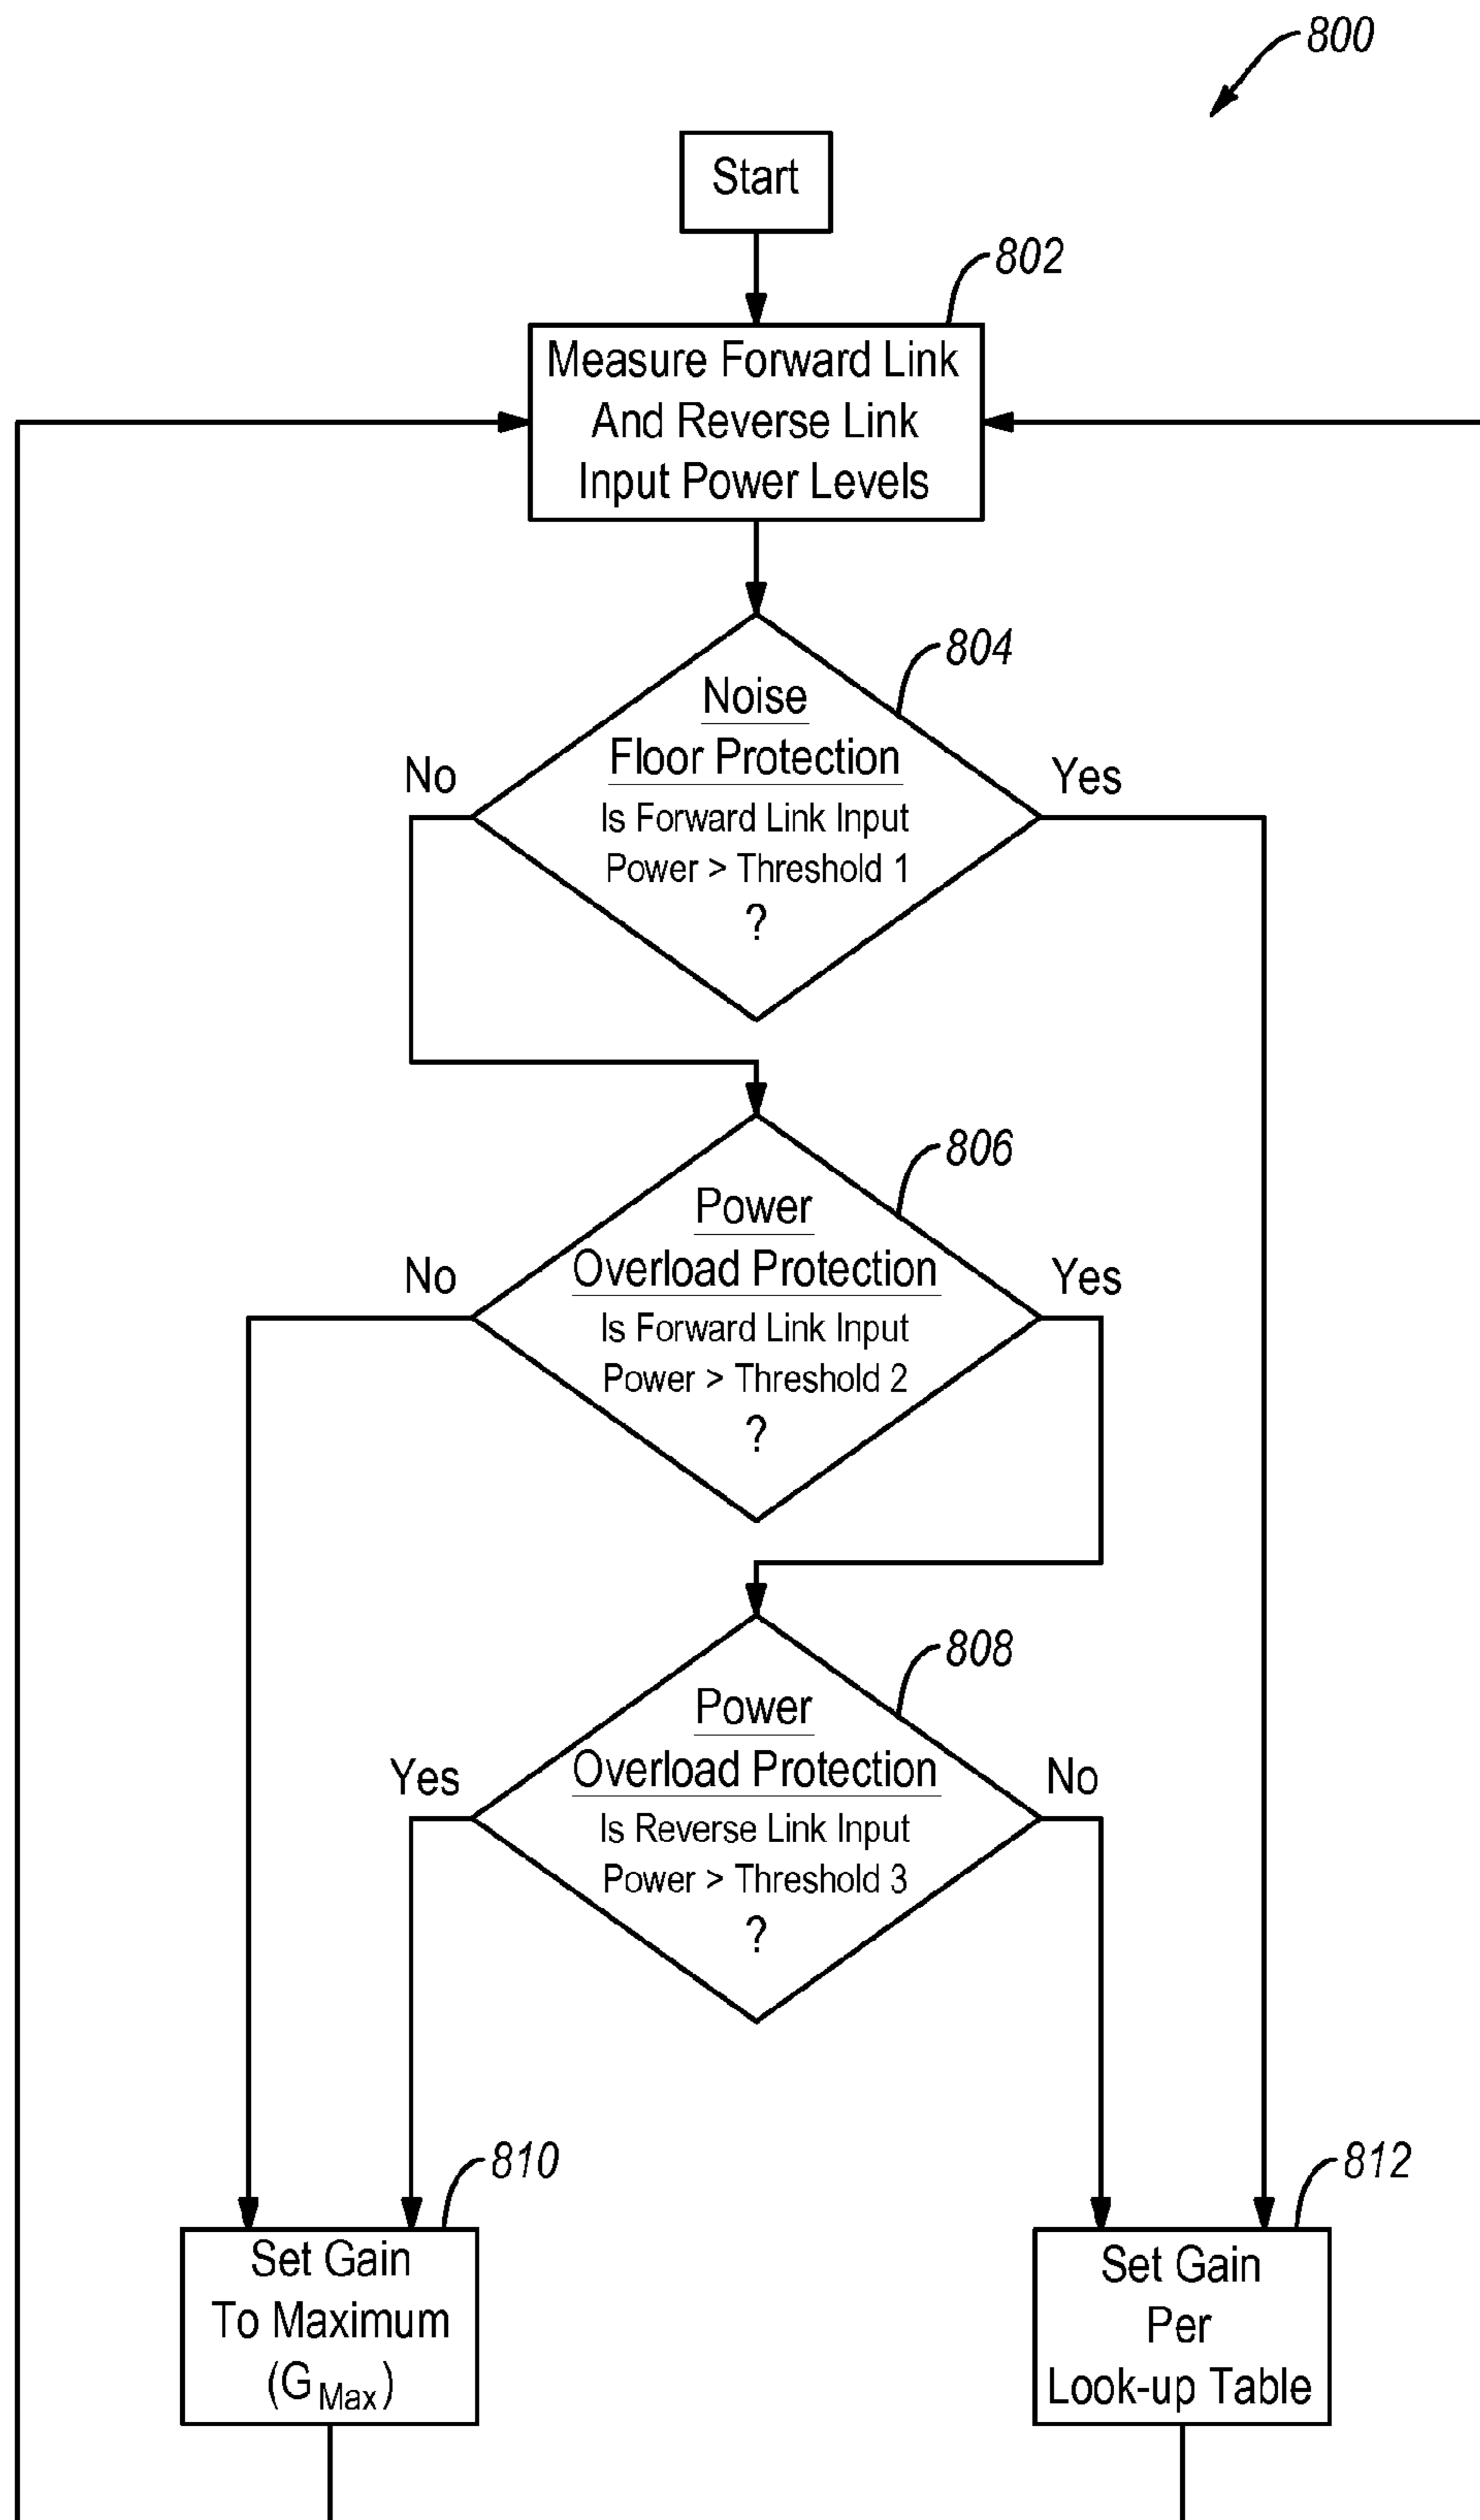 800
Start
802
Measure Forward Link
And Reverse Link
Input Power Levels
804
Noise
Floor Protection
Is Forward Link Input
Power > Threshold 1
?
No
Yes
806
Power
Overload Protection
Is Forward Link Input
Power > Threshold 2
?
No
Yes
808
Power
Overload Protection
Is Reverse Link Input
Power > Threshold 3
?
Yes
No
810
Set Gain
To Maximum
(G Max)
812
Set Gain
Per
Look-up Table